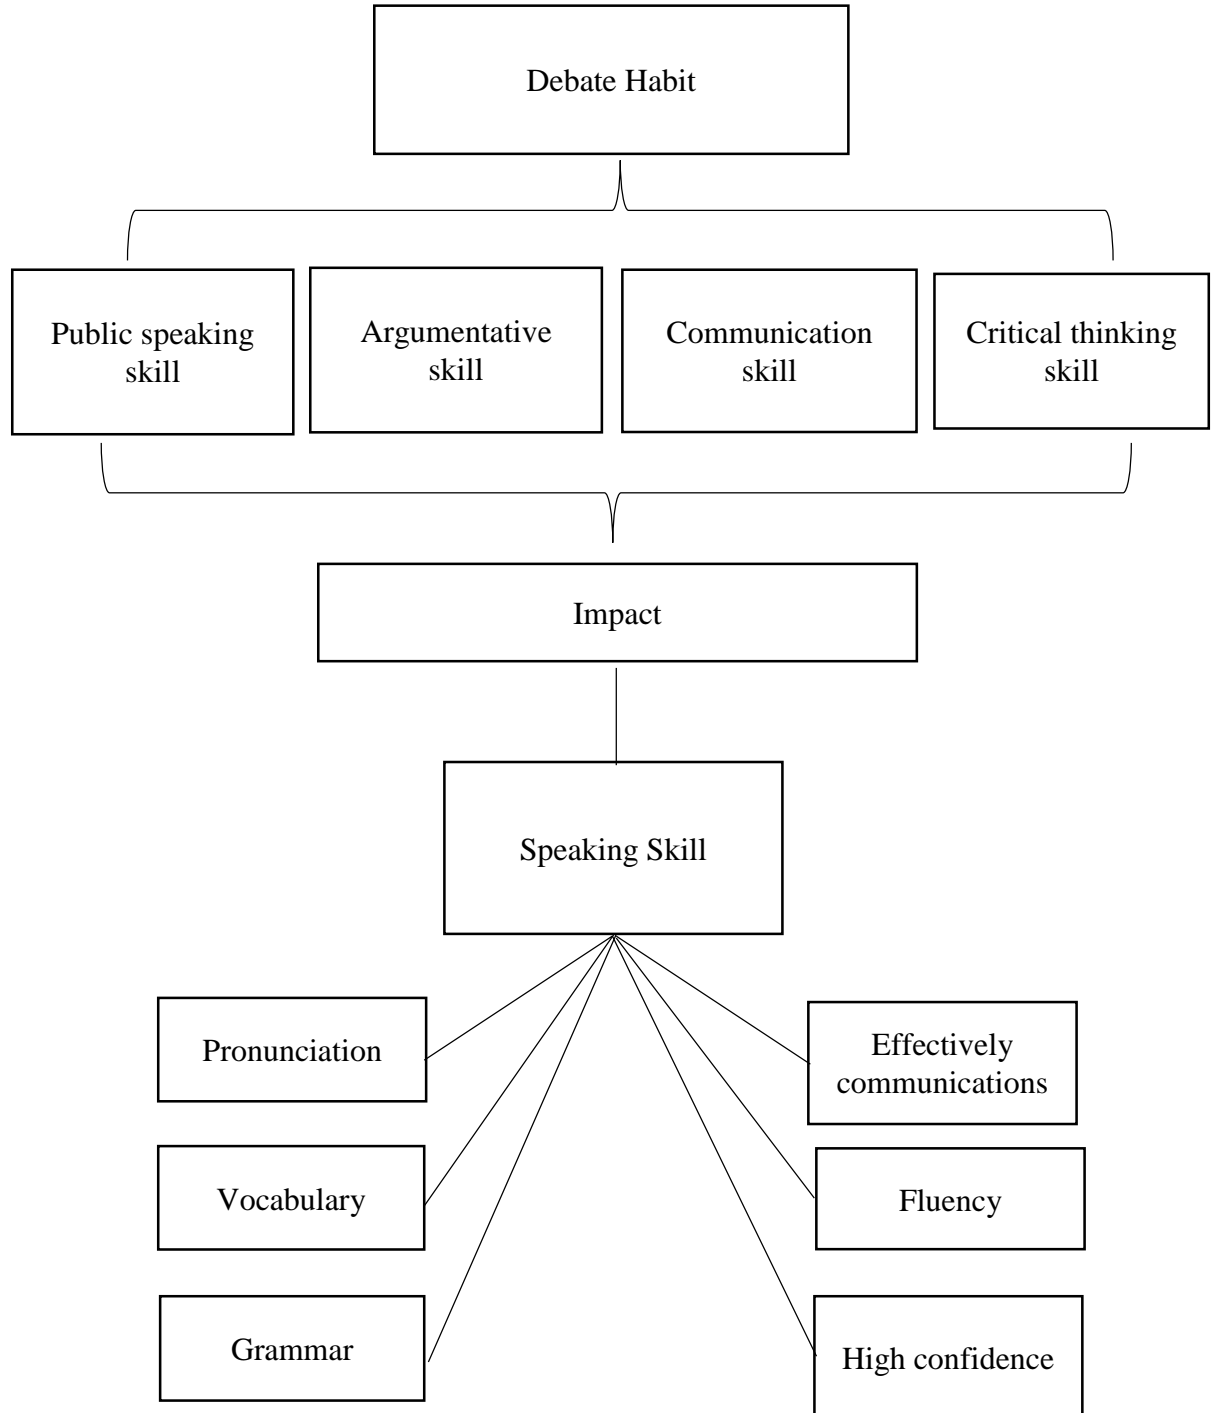 Debate Habit
Public speaking
skill
Argumentative
skill
Communication
skill
Critical thinking
skill
Impact
Speaking Skill
Pronunciation
Effectively
communications
Vocabulary
Fluency
Grammar
High confidence